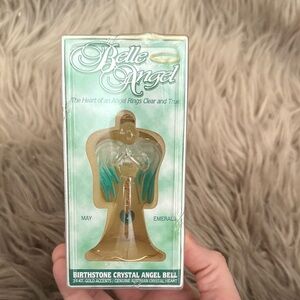 Belle
Angel
The Heart of an Angel Rings Clear and True
MAY EMERALD
BIRTHSTONE CRYSTAL ANGEL BELL
24 KT. GOLD ACCENTS / GENUINE AUSTRIAN CRYSTAL HEART